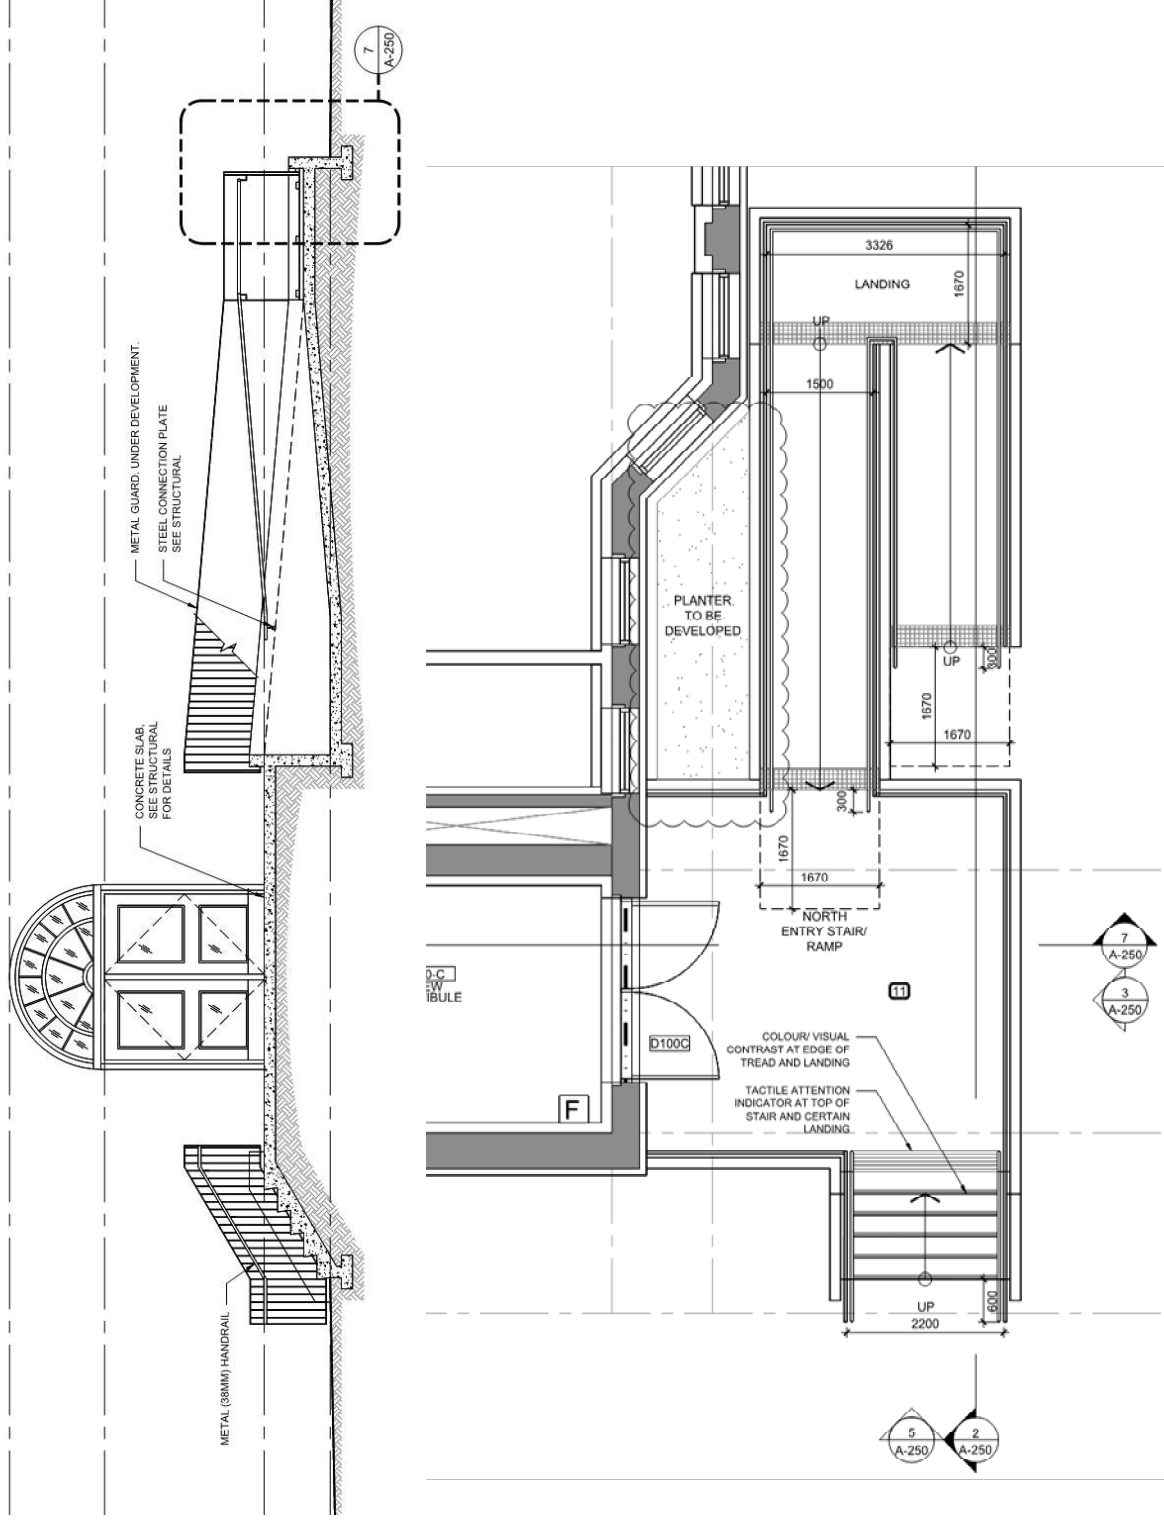 7
A-250
METAL GUARD. UNDER DEVELOPMENT.
STEEL CONNECTION PLATE
SEE STRUCTURAL
CONCRETE SLAB,
SEE STRUCTURAL
FOR DETAILS
METAL (38MM) HANDRAIL
3326
LANDING
1670
UP
1500
PLANTER.
TO BE
DEVELOPED
UP
300
1670
1670
300
1670
1670
NORTH
ENTRY STAIR/
RAMP
0-C
EW
IBULE
11
D100C
F
COLOUR/ VISUAL
CONTRAST AT EDGE OF
TREAD AND LANDING
TACTILE ATTENTION
INDICATOR AT TOP OF
STAIR AND CERTAIN
LANDING
7
A-250
3
A-250
UP
600
2200
5
A-250
2
A-250